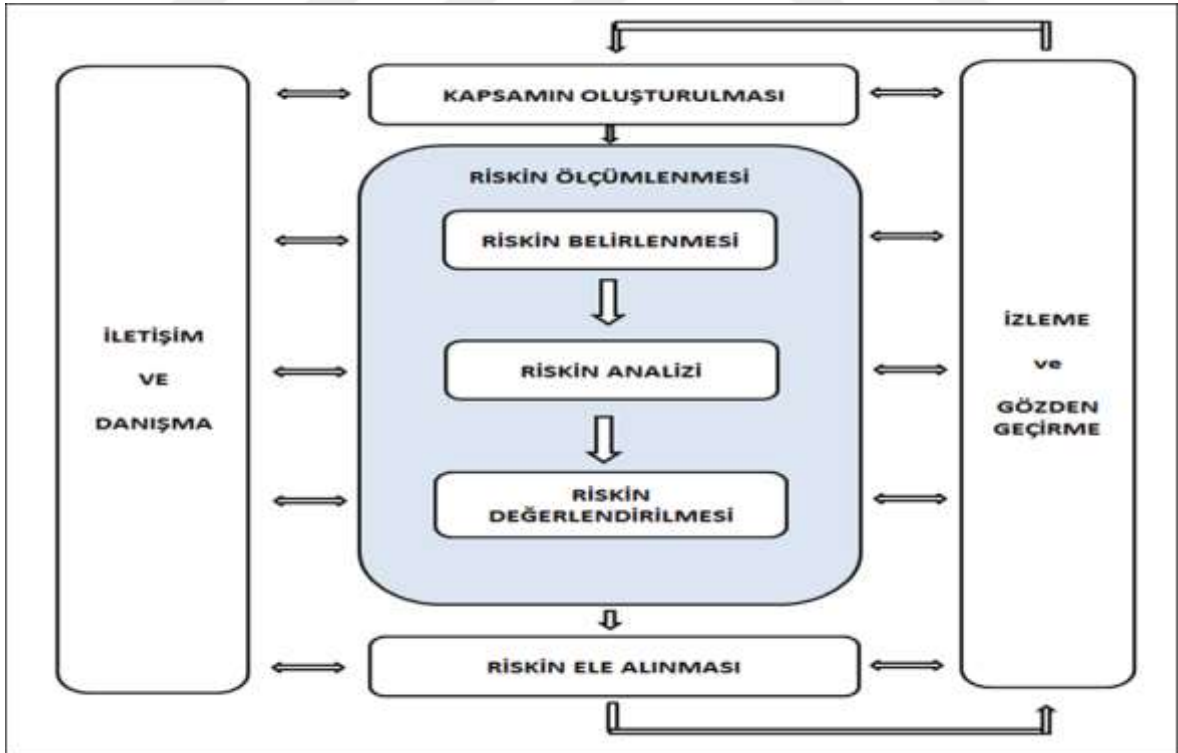 KAPSAMIN OLUŞTURULMASI
RİSKİN ÖLÇÜMLENMESİ
RİSKİN BELİRLENMESİ
RİSKİN ANALİZİ
RİSKİN
DEĞERLENDİRİLMESİ
RİSKİN ELE ALINMASI
İLETİŞİM
VE
DANIŞMA
İZLEME
ve
GÖZDEN
GEÇİRME